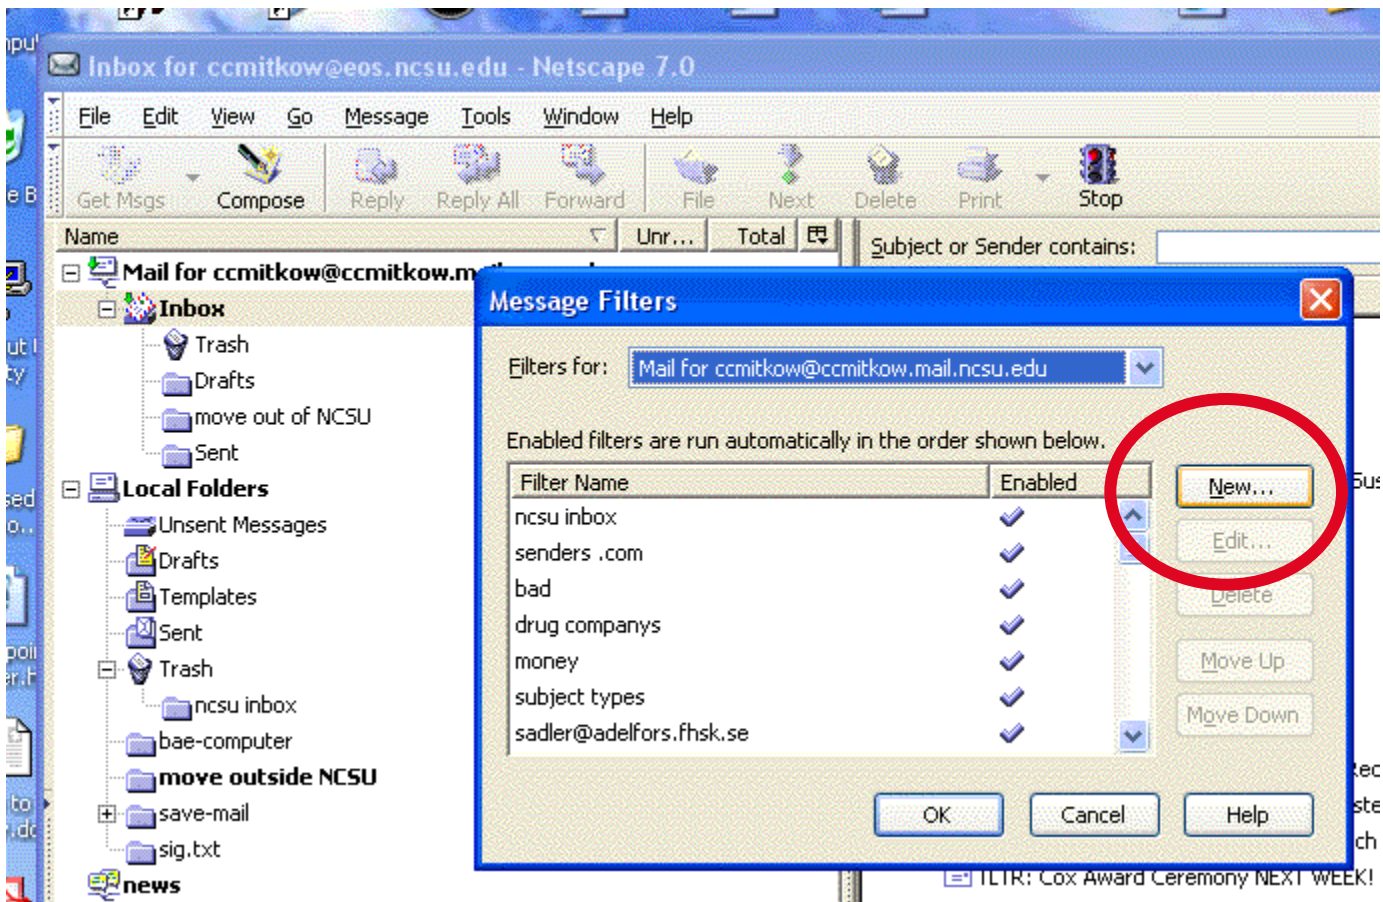 Inbox for ccmitkow@eos.ncsu.edu - Netscape 7.0
File Edit View Go Message Tools Window Help
Get Msgs Compose Reply Reply All Forward File Next Delete Print Stop
Name Unr... Total
Subject or Sender contains:
Mail for ccmitkow@ccmitkow.m
Inbox
Trash
Drafts
move out of NCSU
Sent
Local Folders
Unsent Messages
Drafts
Templates
Sent
Trash
ncsu inbox
bae-computer
move outside NCSU
save-mail
sig.txt
news
Message Filters
Filters for: Mail for ccmitkow@ccmitkow.mail.ncsu.edu
Enabled filters are run automatically in the order shown below.
Filter Name Enabled
ncsu inbox
senders .com
bad
drug companys
money
subject types
sadler@adelfors.fhsk.se
New...
Edit...
Delete
Move Up
Move Down
OK Cancel Help
TLTR: Cox Award Ceremony NEXT WEEK!